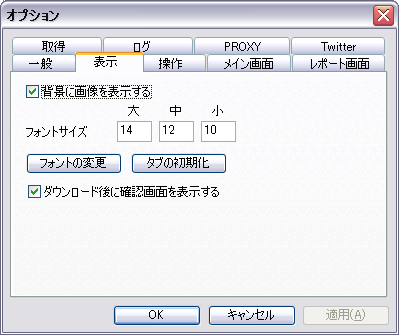 オプション
取得 ログ PROXY Twitter
一般 表示 操作 メイン画面 レポート画面
背景に画像を表示する
大 中 小
フォントサイズ 14 12 10
フォントの変更 タブの初期化
ダウンロード後に確認画面を表示する
OK キャンセル 適用(A)